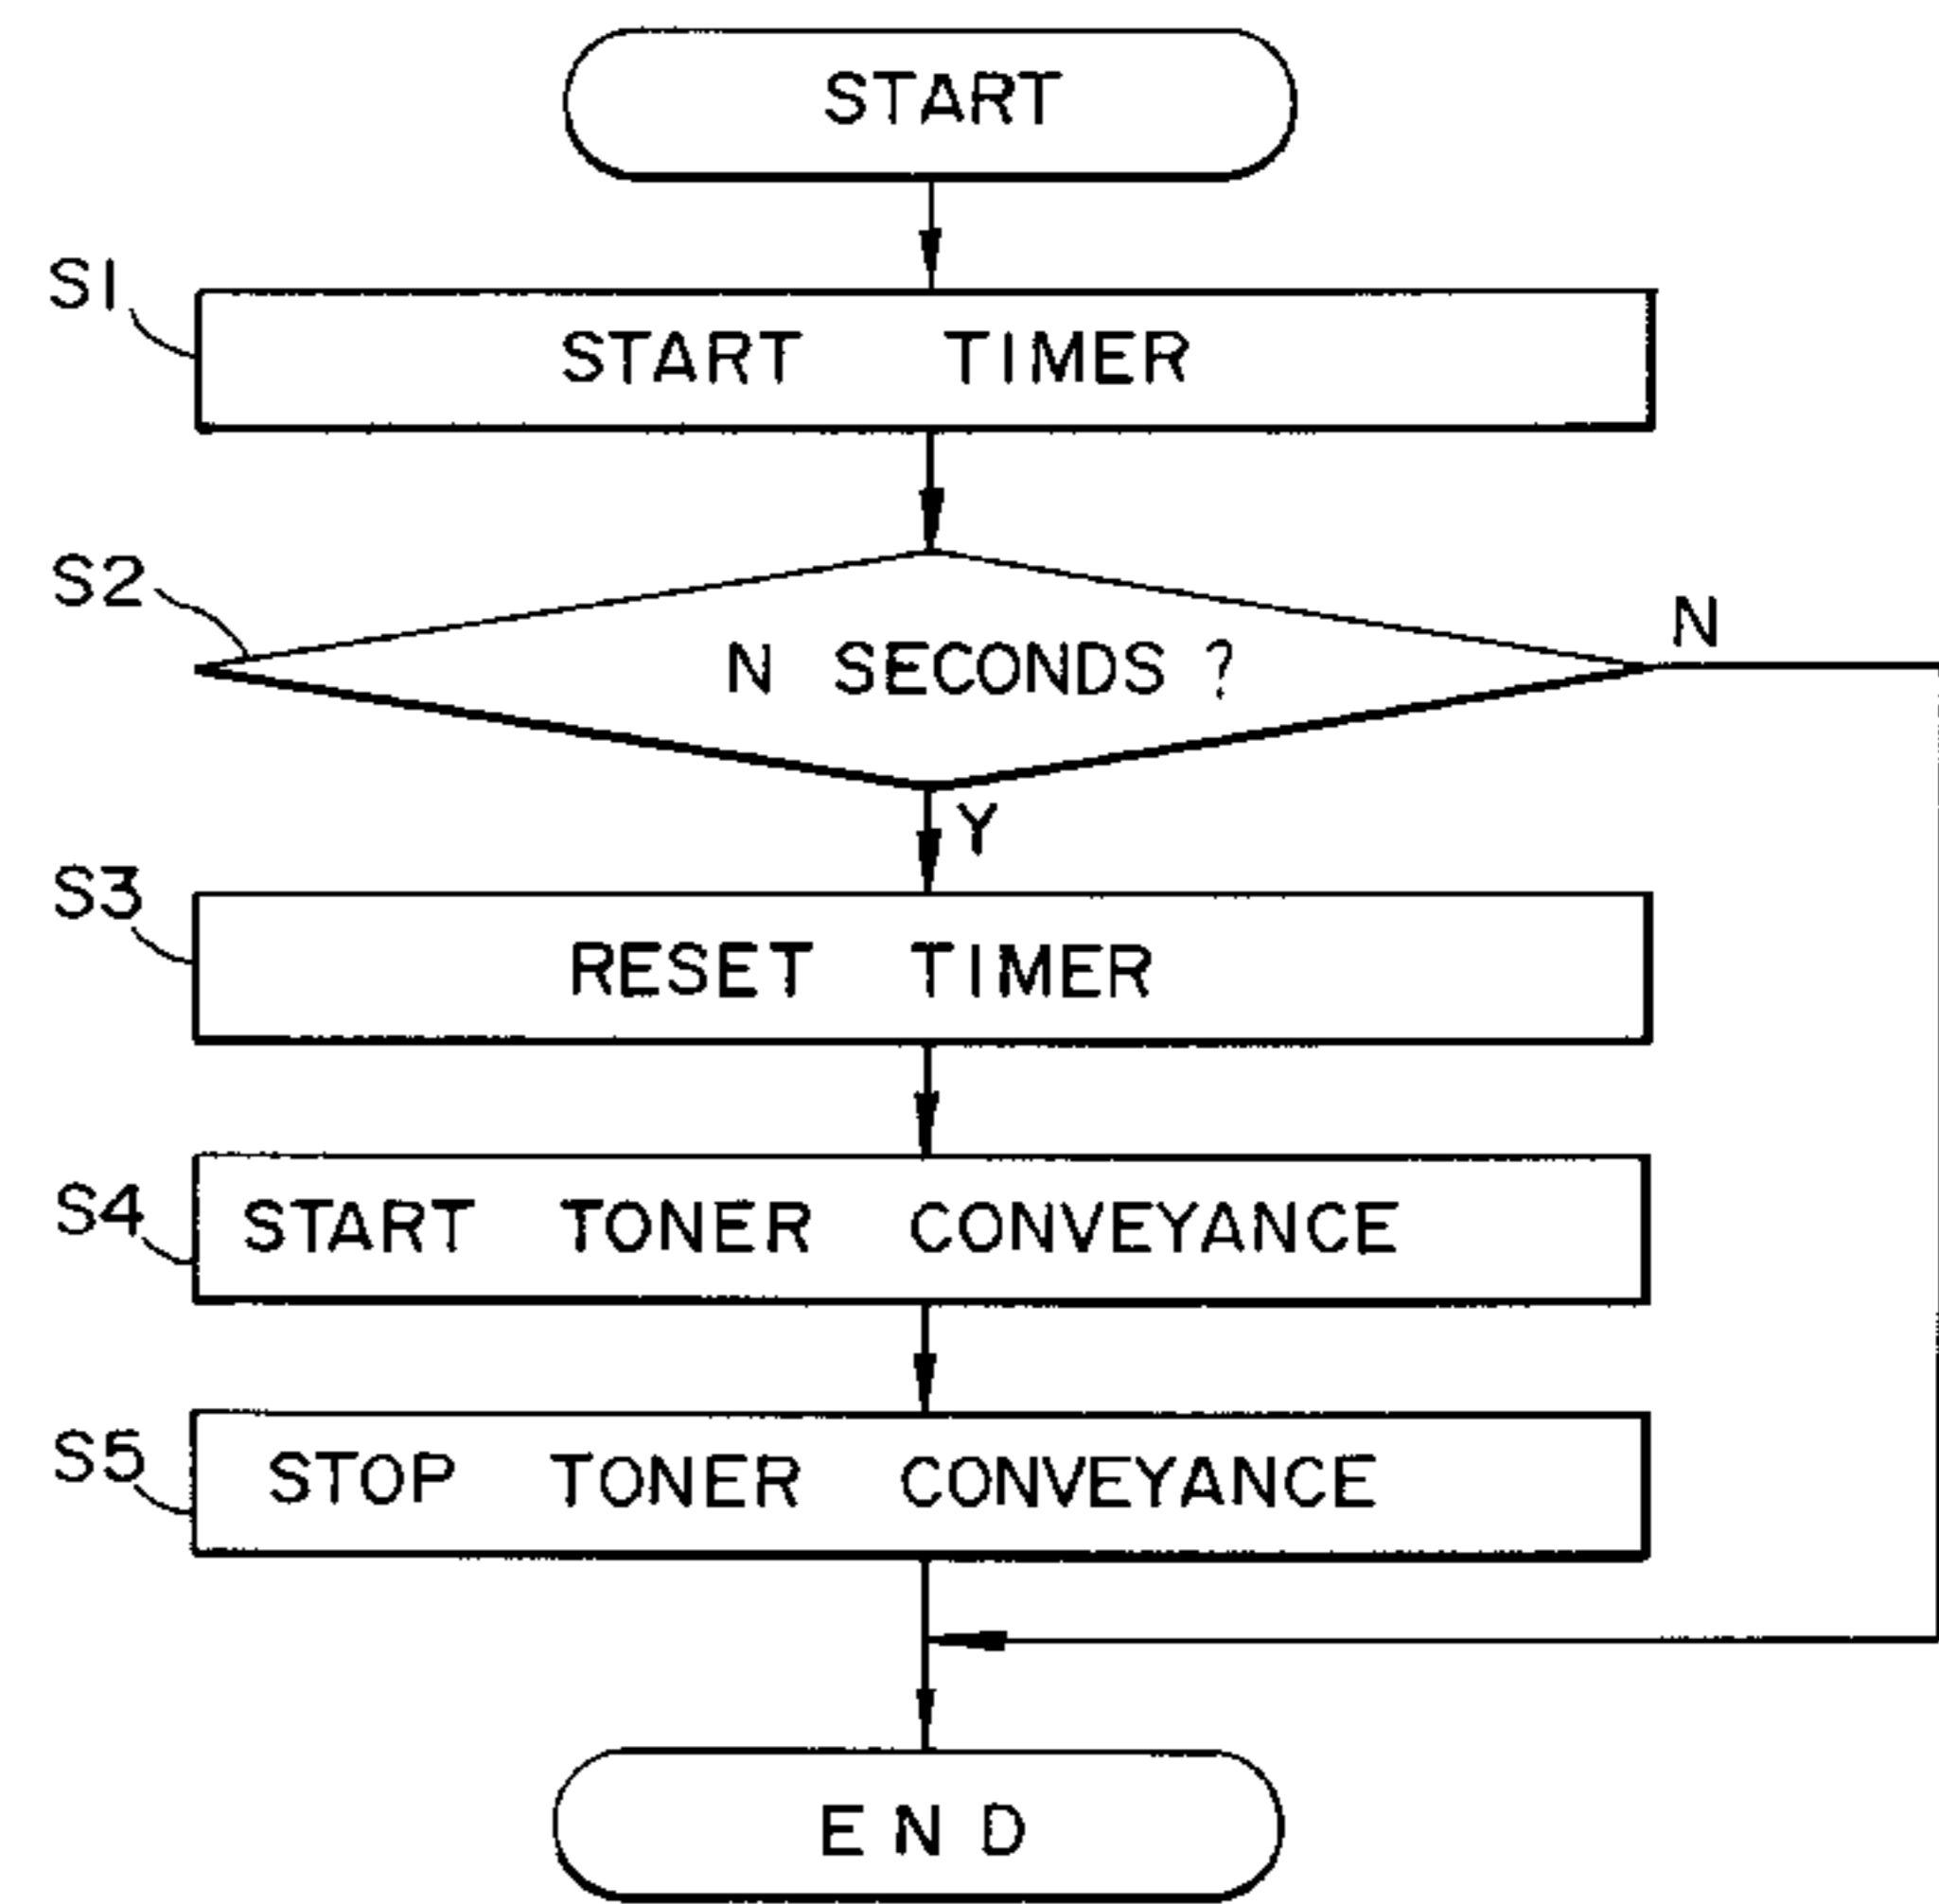 START
S1
START TIMER
S2
N SECONDS ?
N
Y
S3
RESET TIMER
S4
START TONER CONVEYANCE
S5
STOP TONER CONVEYANCE
END